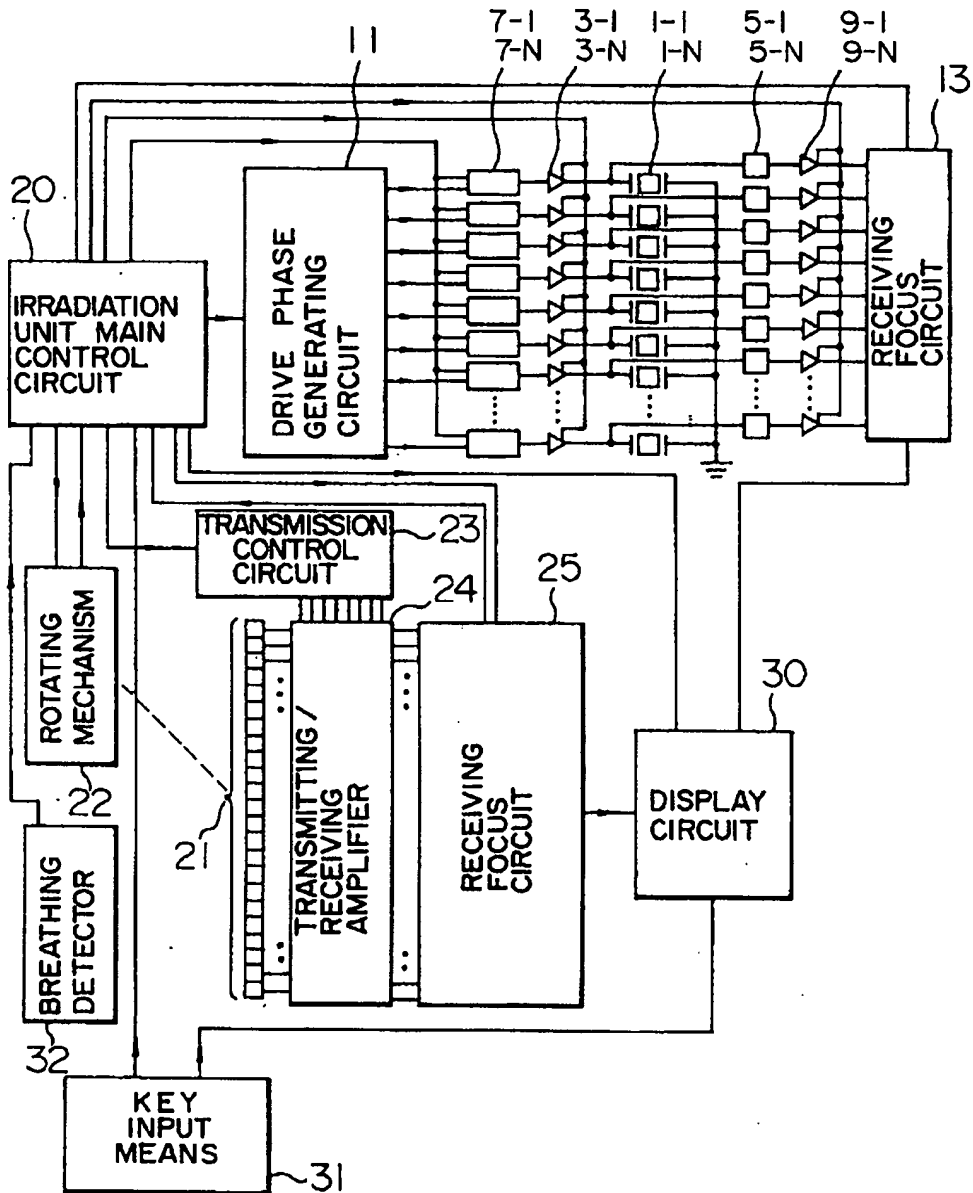 7-1 3-1 1-1 5-1 9-1
11 7-N 3-N 1-N 5-N 9-N
13
20
IRRADIATION
UNIT MAIN
CONTROL
CIRCUIT
DRIVE PHASE
GENERATING
CIRCUIT
RECEIVING
FOCUS
CIRCUIT
TRANSMISSION
CONTROL
CIRCUIT
23
24
25
ROTATING
MECHANISM
22
21
TRANSMITTING/
RECEIVING
AMPLIFIER
RECEIVING
FOCUS
CIRCUIT
30
DISPLAY
CIRCUIT
BREATHING
DETECTOR
32
KEY
INPUT
MEANS
31